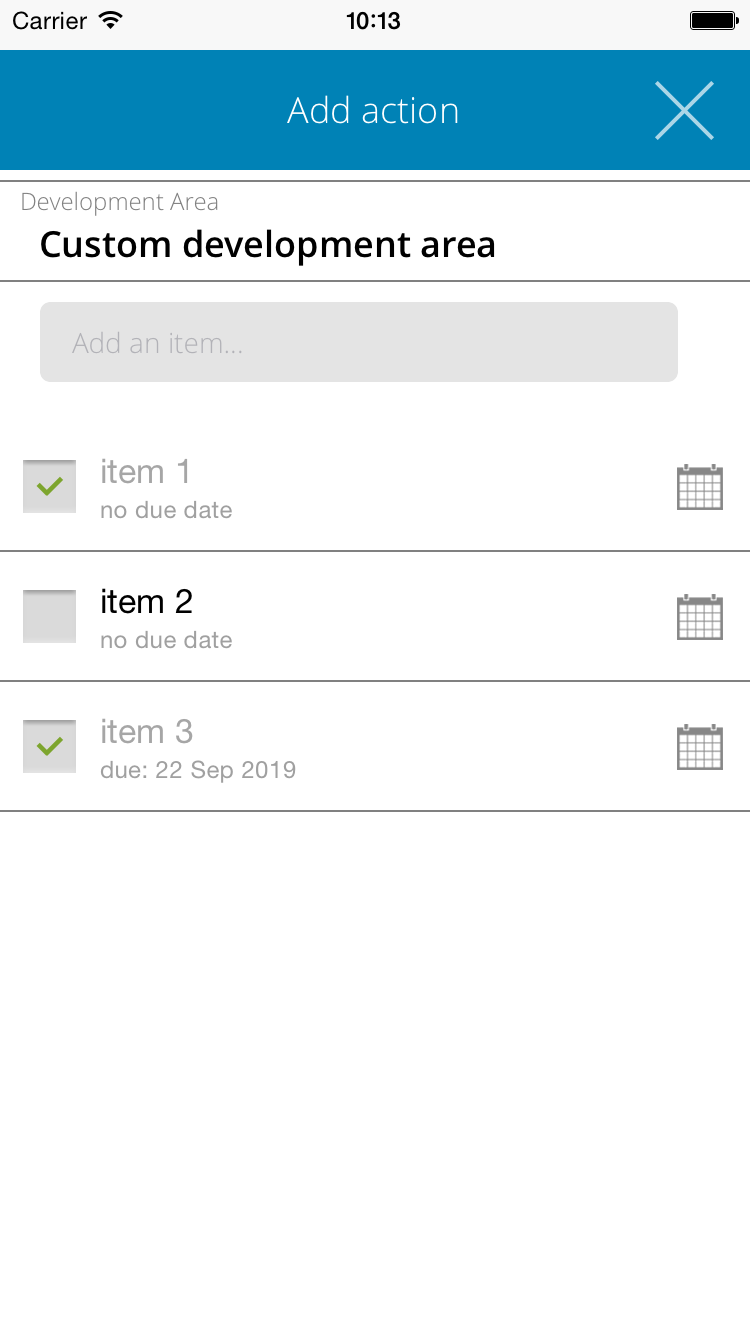 Carrier 10:13
Add action
Development Area
Custom development area
Add an item...
item 1
no due date
item 2
no due date
item 3
due: 22 Sep 2019